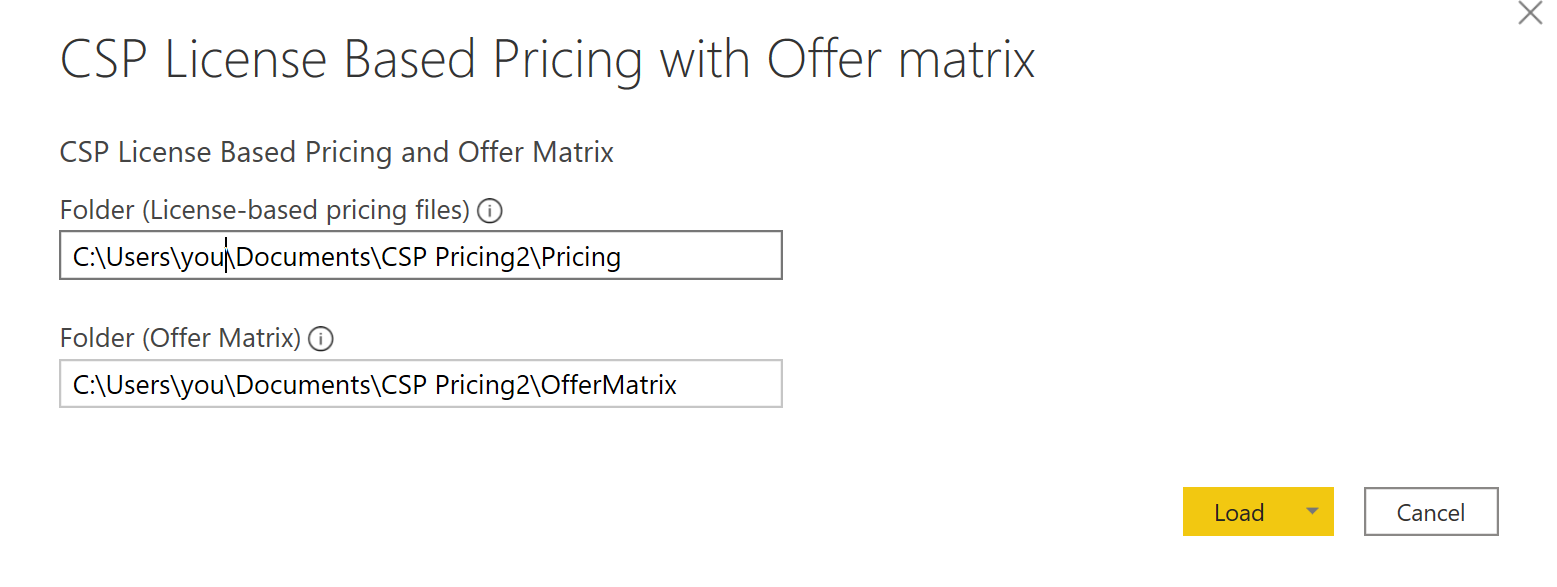 CSP License Based Pricing with Offer matrix
CSP License Based Pricing and Offer Matrix
Folder (License-based pricing files)
C:\Users\you\Documents\CSP Pricing2\Pricing
Folder (Offer Matrix)
C:\Users\you\Documents\CSP Pricing2\OfferMatrix
Load
Cancel